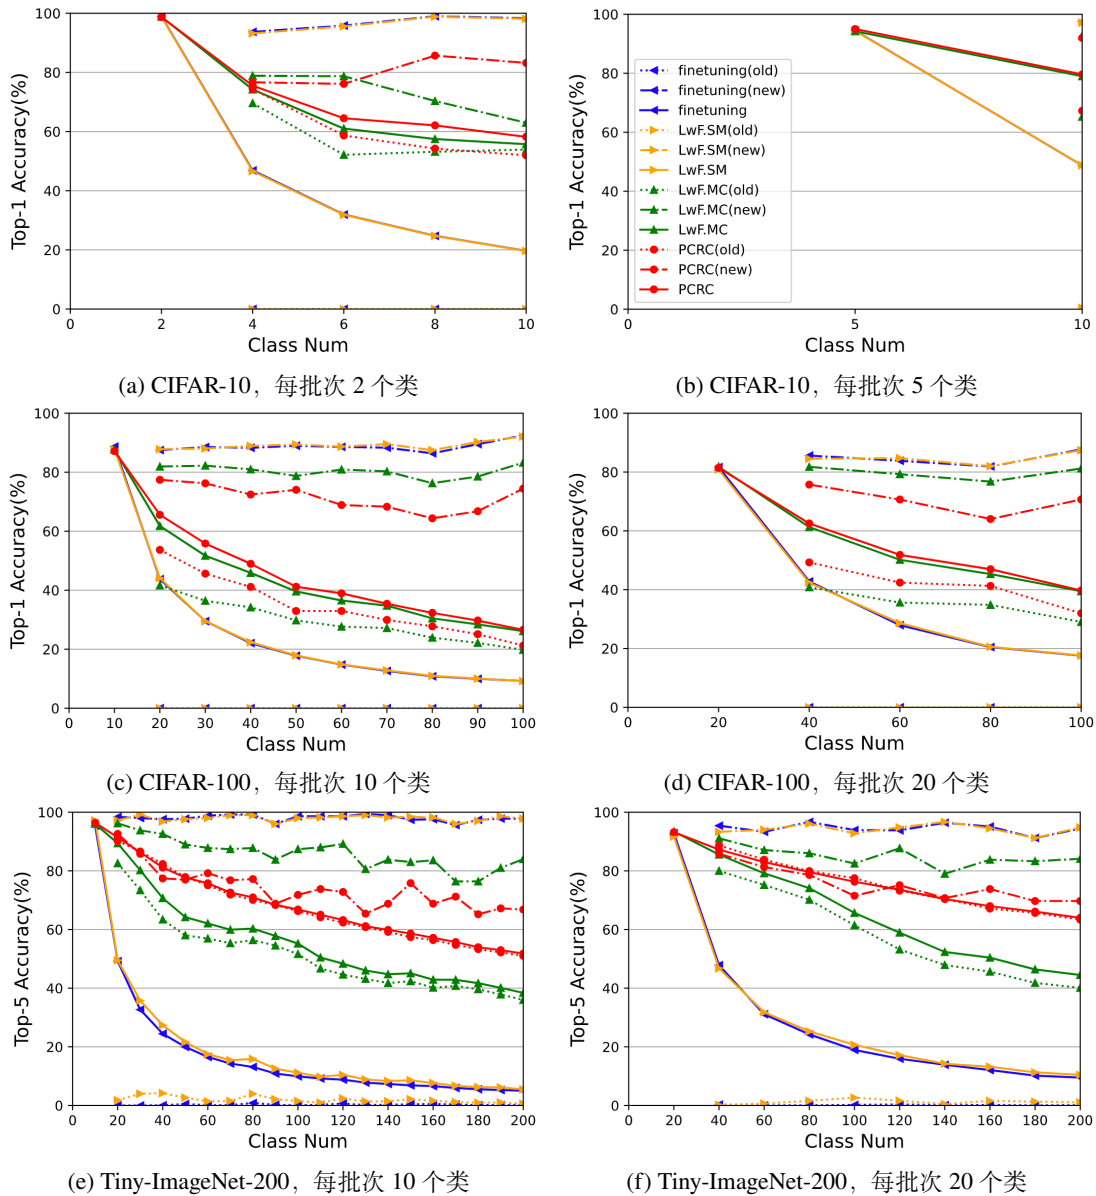 100
80
60
40
20
0
Top-1 Accuracy(%)
0 2 4 6 8 10
Class Num
(a) CIFAR-10，每批次 2 个类
100
80
60
40
20
0
Top-1 Accuracy(%)
finetuning(old)
finetuning(new)
finetuning
LwF.SM(old)
LwF.SM(new)
LwF.SM
LwF.MC(old)
LwF.MC(new)
LwF.MC
PCRC(old)
PCRC(new)
PCRC
0 5 10
Class Num
(b) CIFAR-10，每批次 5 个类
100
80
60
40
20
0
Top-1 Accuracy(%)
0 10 20 30 40 50 60 70 80 90 100
Class Num
(c) CIFAR-100，每批次 10 个类
100
80
60
40
20
0
Top-1 Accuracy(%)
0 20 40 60 80 100
Class Num
(d) CIFAR-100，每批次 20 个类
100
80
60
40
20
0
Top-5 Accuracy(%)
0 20 40 60 80 100 120 140 160 180 200
Class Num
(e) Tiny-ImageNet-200，每批次 10 个类
100
80
60
40
20
0
Top-5 Accuracy(%)
0 20 40 60 80 100 120 140 160 180 200
Class Num
(f) Tiny-ImageNet-200，每批次 20 个类